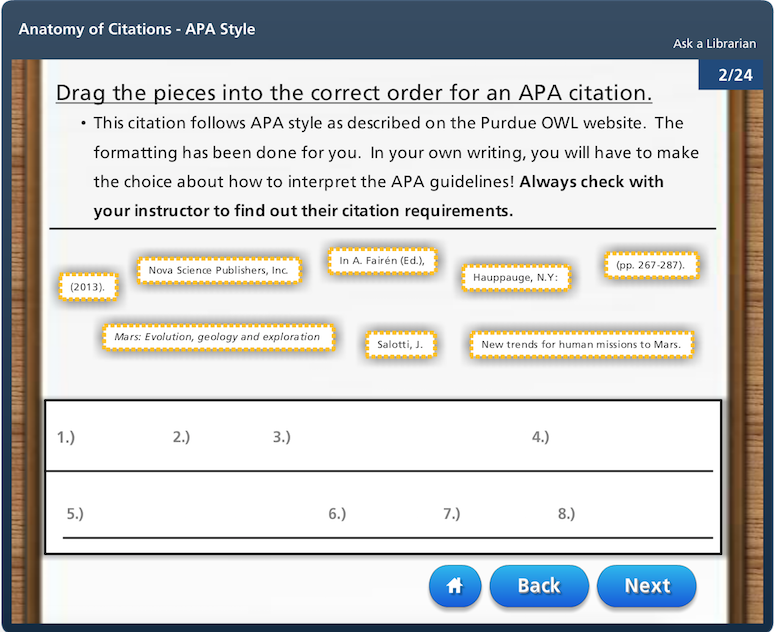 Anatomy of Citations - APA Style
Ask a Librarian
2/24
Drag the pieces into the correct order for an APA citation.
• This citation follows APA style as described on the Purdue OWL website. The
formatting has been done for you. In your own writing, you will have to make
the choice about how to interpret the APA guidelines! Always check with
your instructor to find out their citation requirements.
(2013).
Nova Science Publishers, Inc.
In A. Fairén (Ed.),
Hauppauge, N.Y:
(pp. 267-287).
Mars: Evolution, geology and exploration
Salotti, J.
New trends for human missions to Mars.
1.) 2.) 3.) 4.)
5.) 6.) 7.) 8.)
Back
Next